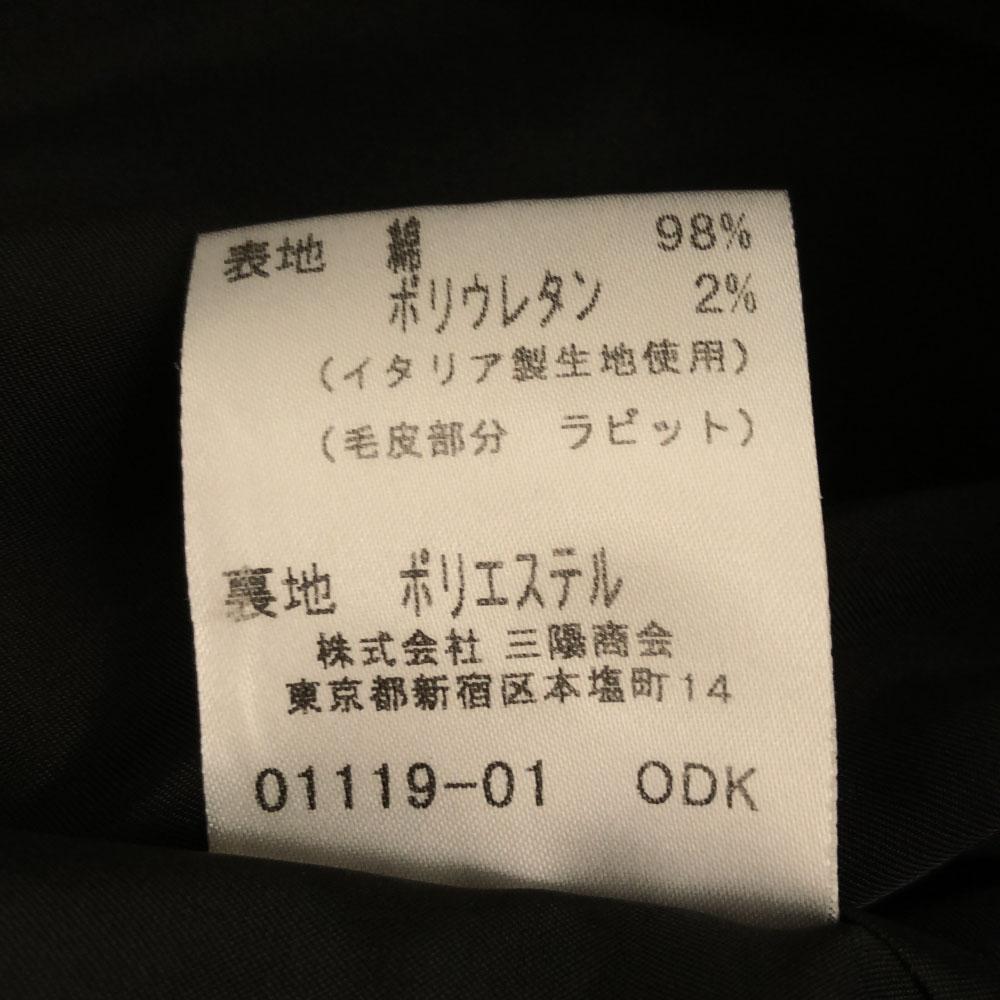 表地 綿 98%
ポリウレタン 2%
(イタリア製生地使用)
(毛皮部分 ラビット)
裏地 ポリエステル
株式会社 三陽商会
東京都新宿区本塩町14
01119-01 ODK